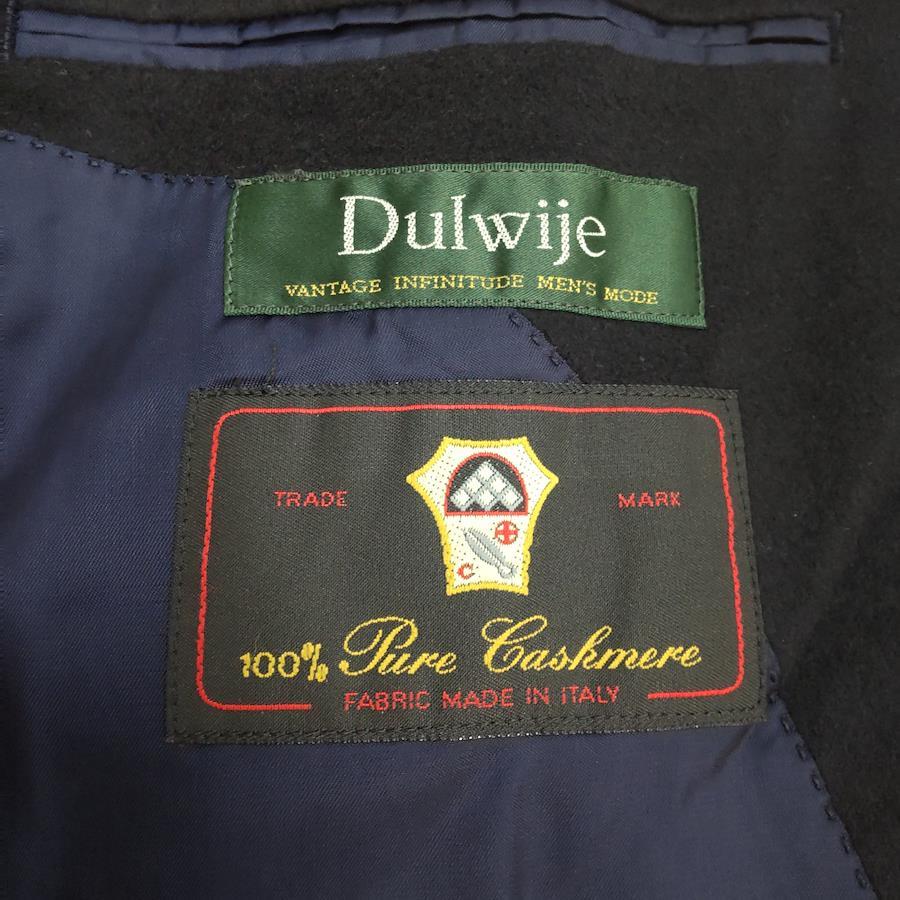 Dulwije
VANTAGE INFINITUDE MEN'S MODE
TRADE MARK
C
100% Pure Cashmere
FABRIC MADE IN ITALY